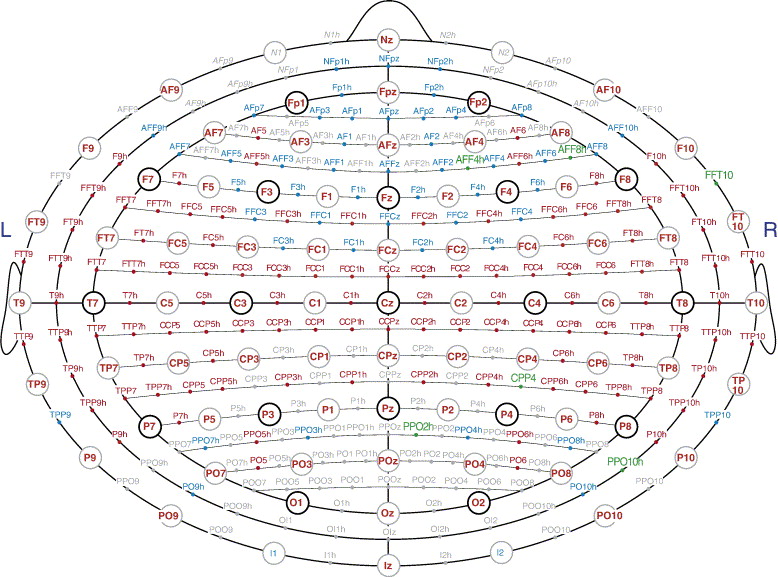 N1h Nz N2h
AFp9 N1 N2 AFp10
NFp1h NFpz NFp2h
AFp9h NFp1 NFp2 AFp10h
AF9 Fp1h Fpz Fp2h AF10
Fp1 Fp2
AFF9 AF9h AFp7 AFp3 AFp1 AFp2 AFp4 AFp8 AF10h AFF10
AFp5 AFp6
AFF9h AF7 AF7h AF5 AF5h AF3 AF3h AF1 AF1h AFz AF2h AF2 AF4h AF4 AF6h AF6 AF8h AF8 AFF10h
F9 F9h AFF7 AFF7h AFF5 AFF5h AFF3 AFF3h AFF1 AFF1h AFFz AFF2h AFF2 AFF4h AFF4 AFF6h AFF6 AFF8h AFF8 F10h F10
FFT9 F7 F7h F5 F5h F3 F3h F1 F1h Fz F2h F2 F4h F4 F6h F6 F8h F8 FFT10
FFT9h FFT7 FFT7h FFC5 FFC5h FFC3 FFC3h FFC1 FFC1h FFCz FFC2h FFC2 FFC4h FFC4 FFC6h FFC6 FFT8h FFT8 FFT10h
L FT9 FT9h FT7 FC5h FC5 FC3 FC3h FC1 FC1h FCz FC2h FC2 FC4h FC4 FC6 FT8h FT8 FT10h FT10 R
FTT9 FTT9h FTT7 FTT7h FCC5 FCC5h FCC3 FCC3h FCC1 FCC1h FCCz FCC2h FCC2 FCC4h FCC4 FCC6h FCC6 FTT8h FTT8 FTT10h FTT10
T9 T9h T7 T7h C5 C5h C3 C3h C1 C1h Cz C2h C2 C4h C4 C6h C6 T8h T8 T10h T10
TTP9 TTP9h TTP7 TTP7h CCP5 CCP5h CCP3 CCP3h CCP1 CCP1h CCPz CCP2h CCP2 CCP4h CCP4 CCP6h CCP6 TTP8h TTP8 TTP10h TTP10
TP9 TP9h TP7 TP7h CP5 CP5h CP3 CP3h CP1 CP1h CPz CP2h CP2 CP4h CP4 CP6h CP6 TP8h TP8 TP10h TP10
TPP9 TPP9h TPP7 TPP7h CPP5 CPP5h CPP3 CPP3h CPP1 CPP1h CPPz CPP2h CPP2 CPP4h CPP4 CPP6h CPP6 TPP8h TPP8 TPP10h TPP10
P9h P7 P7h P5 P5h P3 P3h P1 P1h Pz P2h P2 P4h P4 P6h P6 P8h P8 P10h
PPO7 PPO7h PPO5 PPO5h PPO3 PPO3h PPO1 PPO1h PPOz PPO2h PPO2 PPO4h PPO4 PPO6h PPO6 PPO8h PPO8
P9 PPO9h PO7 PO7h PO5 PO5h PO3 PO3h PO1 PO1h POz PO2h PO2 PO4h PO4 PO6h PO6 PO8h PO8 PPO10h P10
PPO9 PO9h POO7 POO5 POO3 POO1 POOz POO2 POO4 POO6 POO8 PO10h PPO10
POO9h O1 O1h Oz O2h O2 POO10h
PO9 OI1 OI2 PO10
POO9 OI1h OIz OI2h POO10
I1 I1h Iz I2h I2